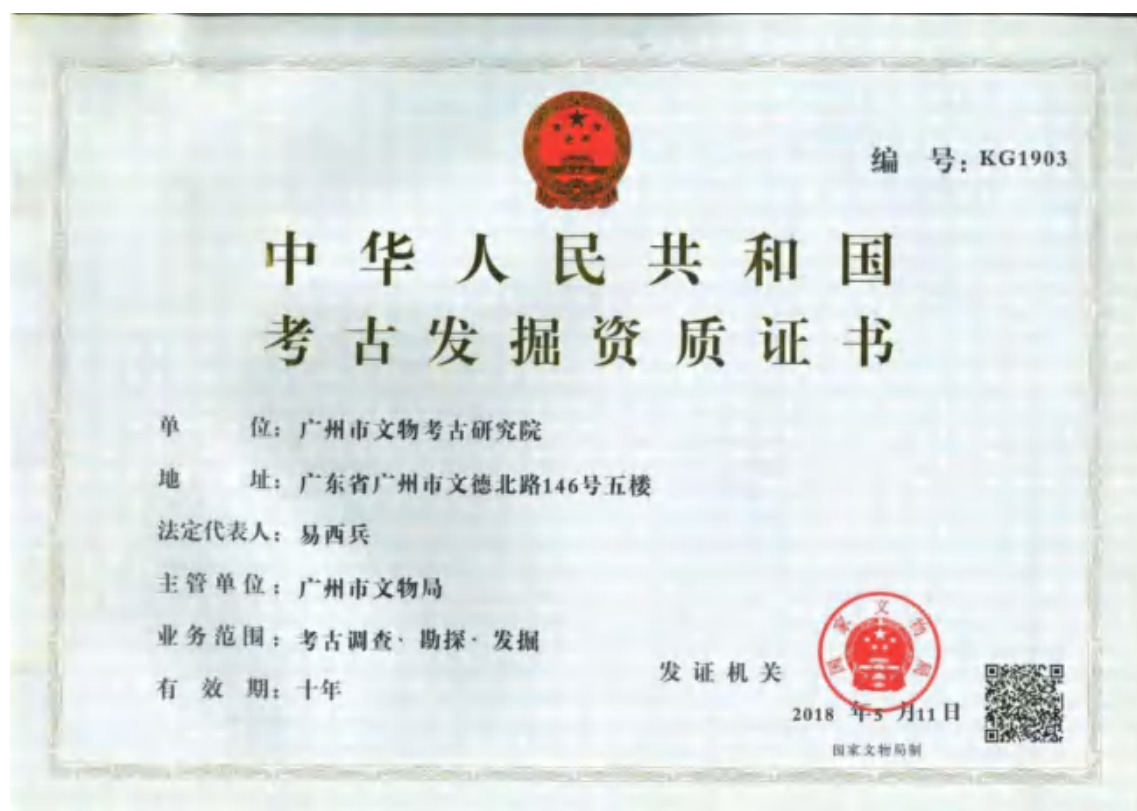 编 号：KG1903
中华人民共和国
考古发掘资质证书
单 位：广州市文物考古研究院
地 址：广东省广州市文德北路146号五楼
法定代表人：易西兵
主管单位：广州市文物局
业务范围：考古调查·勘探·发掘
有 效 期：十年
发证机关
国家文物局
2018 年5 月11日
国家文物局制